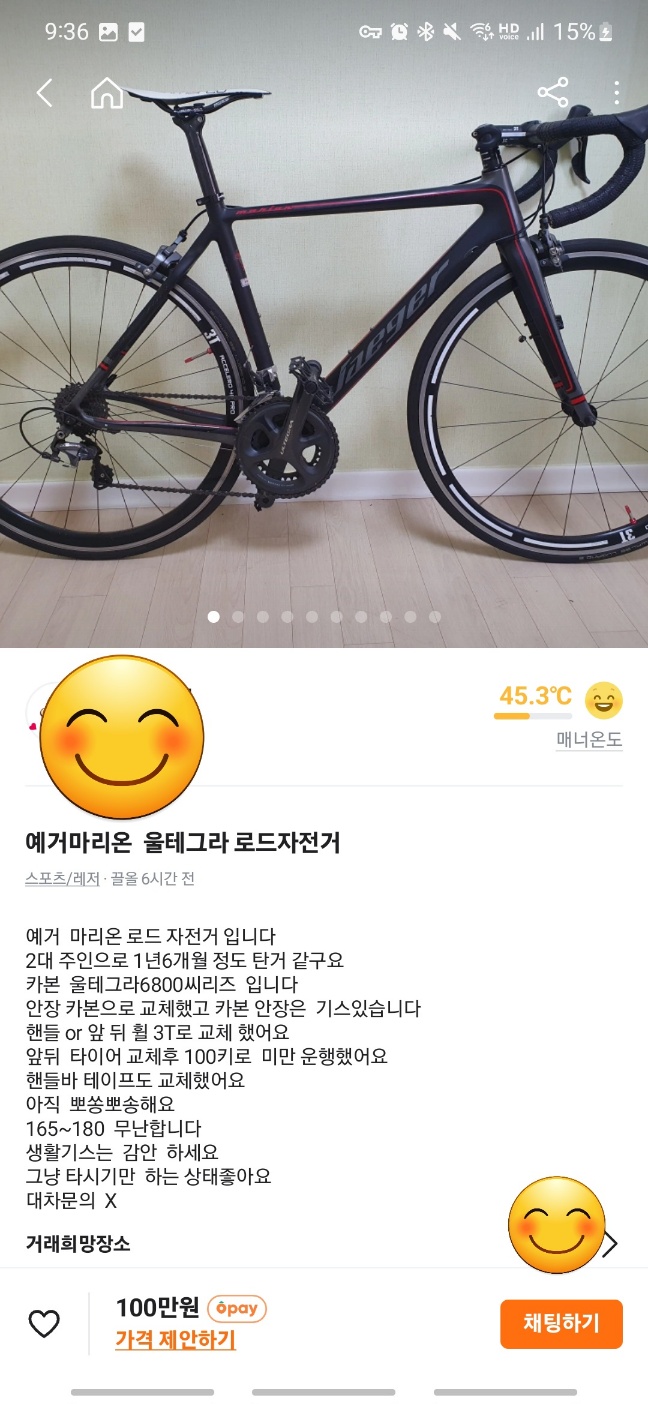 9:36
HD VOICE
15%
marion
Jaeger
3T
ACCELERO 40 PRO
ULTEGRA
3T
45.3℃
매너온도
예거마리온 울테그라 로드자전거
스포츠/레저 · 끌올 6시간 전
예거 마리온 로드 자전거 입니다
2대 주인으로 1년6개월 정도 탄거 같구요
카본 울테그라6800씨리즈 입니다
안장 카본으로 교체했고 카본 안장은 기스있습니다
핸들 or 앞 뒤 휠 3T로 교체 했어요
앞뒤 타이어 교체후 100키로 미만 운행했어요
핸들바 테이프도 교체했어요
아직 뽀쏭뽀송해요
165~180 무난합니다
생활기스는 감안 하세요
그냥 타시기만 하는 상태좋아요
대차문의 X
거래희망장소
100만원 pay
가격 제안하기
채팅하기